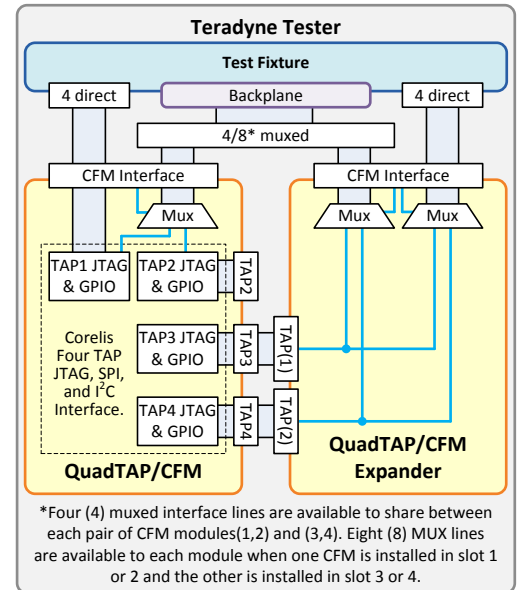 Teradyne Tester
Test Fixture
4 direct
Backplane
4 direct
4/8* muxed
CFM Interface
CFM Interface
Mux
Mux
Mux
TAP1 JTAG
& GPIO
TAP2 JTAG
& GPIO
TAP2
Corelis
Four TAP
JTAG, SPI,
and I²C
Interface.
TAP3 JTAG
& GPIO
TAP3
TAP(1)
TAP4 JTAG
& GPIO
TAP4
TAP(2)
QuadTAP/CFM
QuadTAP/CFM
Expander
*Four (4) muxed interface lines are available to share between
each pair of CFM modules(1,2) and (3,4). Eight (8) MUX lines
are available to each module when one CFM is installed in slot 1
or 2 and the other is installed in slot 3 or 4.